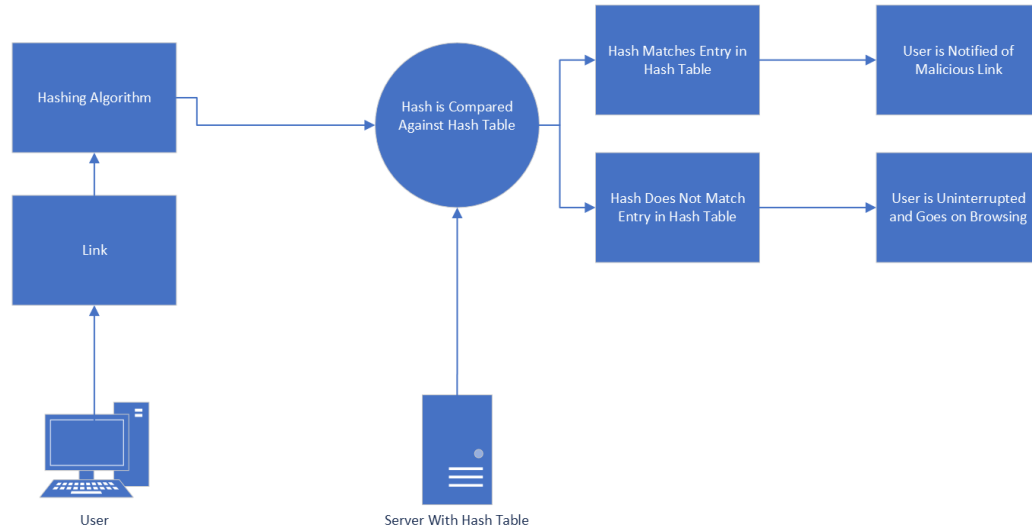 Hashing Algorithm
Link
User
Hash is Compared
Against Hash Table
Server With Hash Table
Hash Matches Entry in
Hash Table
User is Notified of
Malicious Link
Hash Does Not Match
Entry in Hash Table
User is Uninterrupted
and Goes on Browsing